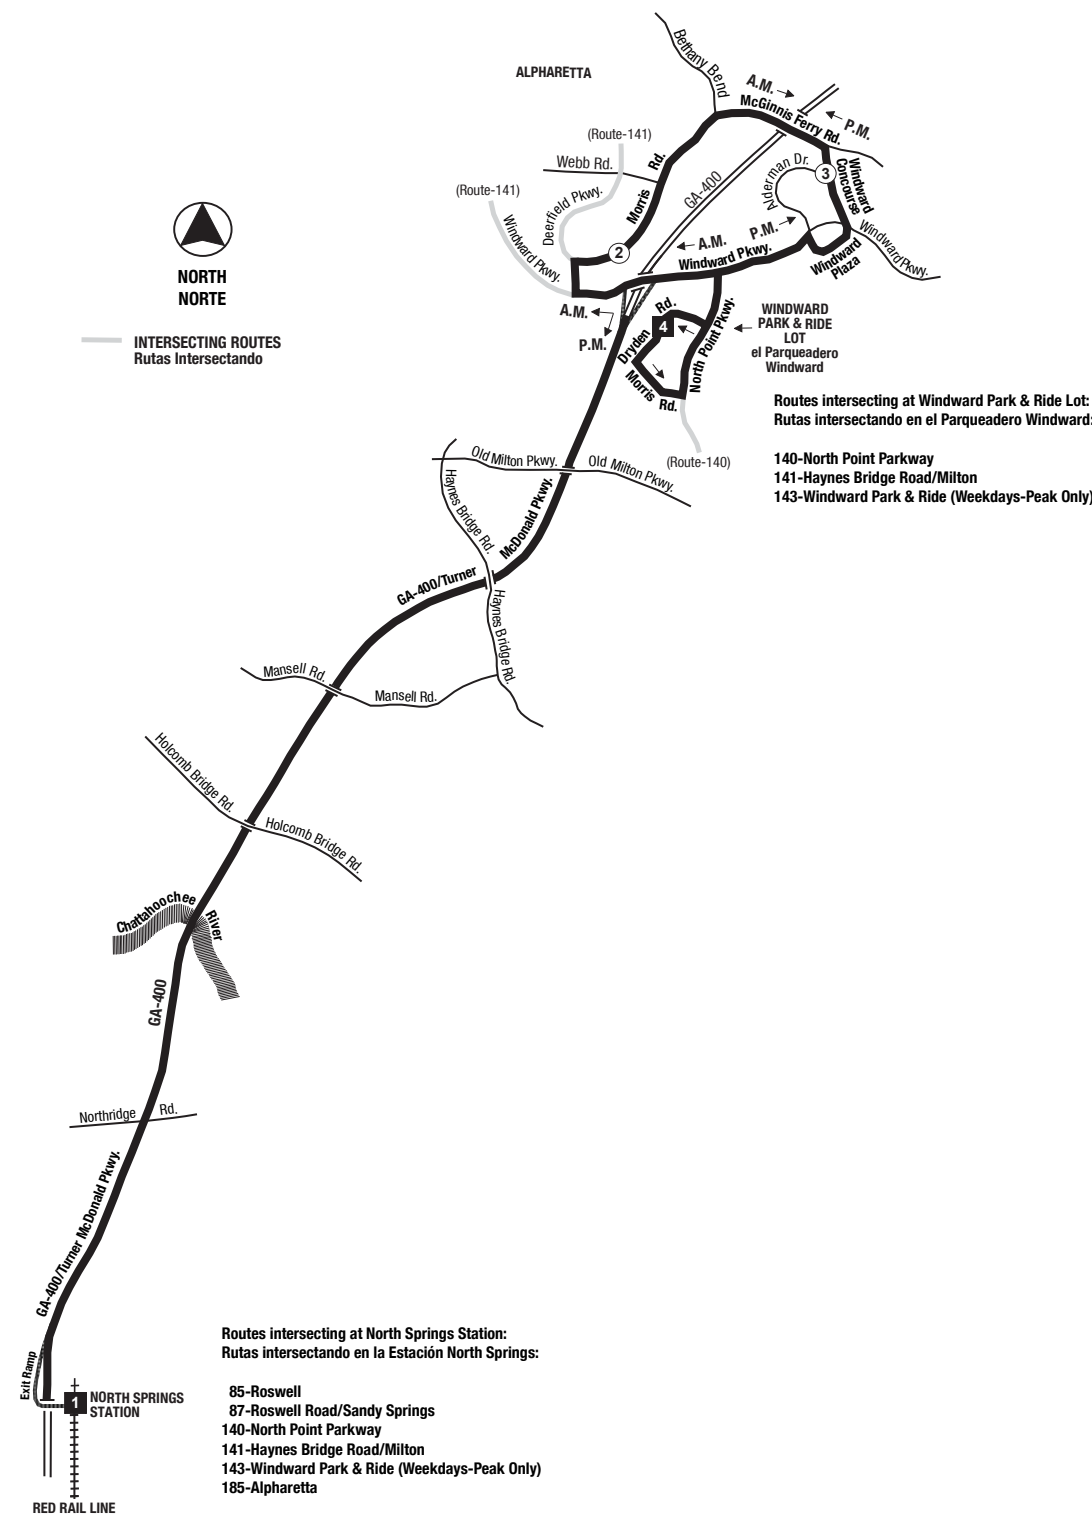 Bethany Bend
ALPHARETTA
A.M.
McGinnis Ferry Rd.
P.M.
(Route-141)
Webb Rd.
Morris Rd.
Alderman Dr.
3
Windward
Concourse
(Route-141)
Deerfield Pkwy.
GA-400
Windward Pkwy.
2
A.M.
P.M.
Windward Pkwy.
Windward
Plaza
Windward Pkwy.
NORTH
NORTE
A.M.
P.M.
Dryden Rd.
4
North Point Pkwy.
Morris Rd.
WINDWARD
PARK & RIDE
LOT
el Parqueadero
Windward
INTERSECTING ROUTES
Rutas Intersectando
Routes intersecting at Windward Park & Ride Lot:
Rutas intersectando en el Parqueadero Windward:
140-North Point Parkway
141-Haynes Bridge Road/Milton
143-Windward Park & Ride (Weekdays-Peak Only)
(Route-140)
Old Milton Pkwy.
Old Milton Pkwy.
Haynes Bridge Rd.
McDonald Pkwy.
GA-400/Turner
Haynes Bridge Rd.
Mansell Rd.
Mansell Rd.
Holcomb Bridge Rd.
Holcomb Bridge Rd.
Chattahoochee River
GA-400
Northridge Rd.
GA-400/Turner McDonald Pkwy.
Exit Ramp
1
NORTH SPRINGS
STATION
RED RAIL LINE
Routes intersecting at North Springs Station:
Rutas intersectando en la Estación North Springs:
85-Roswell
87-Roswell Road/Sandy Springs
140-North Point Parkway
141-Haynes Bridge Road/Milton
143-Windward Park & Ride (Weekdays-Peak Only)
185-Alpharetta